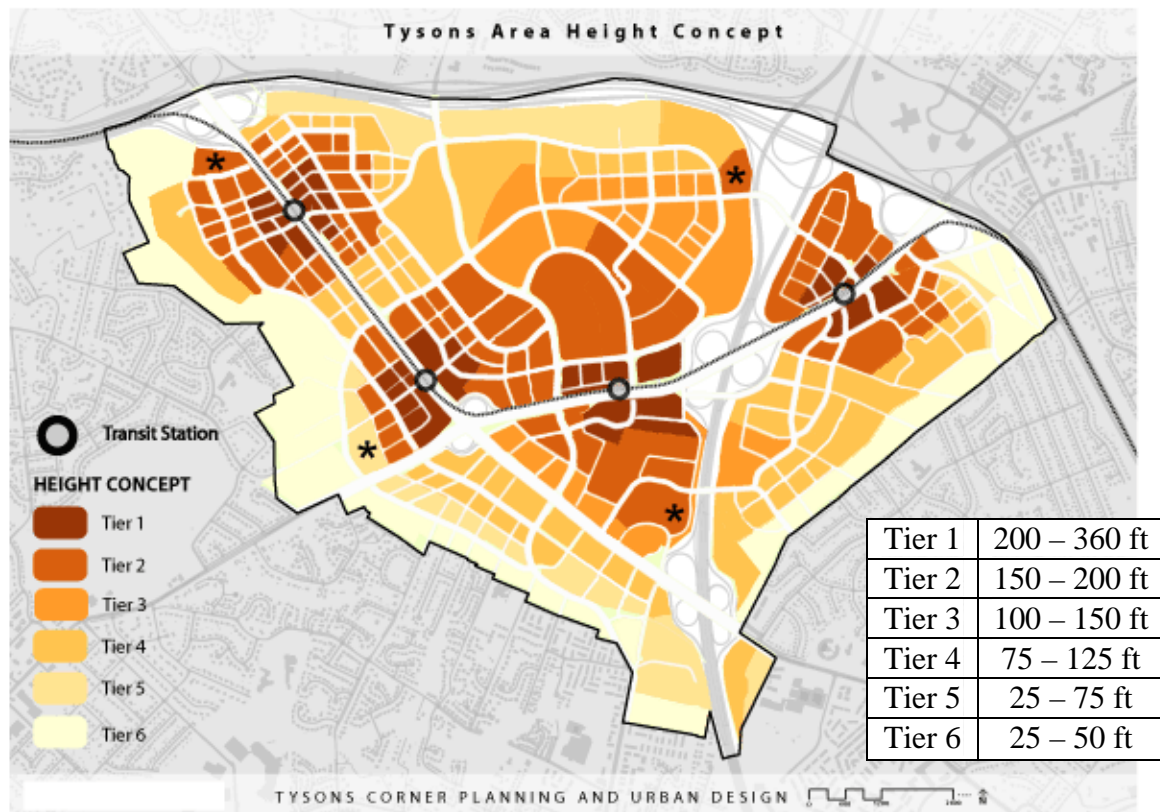 Tysons Area Height Concept
*
*
*
*
Transit Station
HEIGHT CONCEPT
Tier 1
Tier 2
Tier 3
Tier 4
Tier 5
Tier 6
Tier 1 200 – 360 ft
Tier 2 150 – 200 ft
Tier 3 100 – 150 ft
Tier 4 75 – 125 ft
Tier 5 25 – 75 ft
Tier 6 25 – 50 ft
TYSONS CORNER PLANNING AND URBAN DESIGN
N